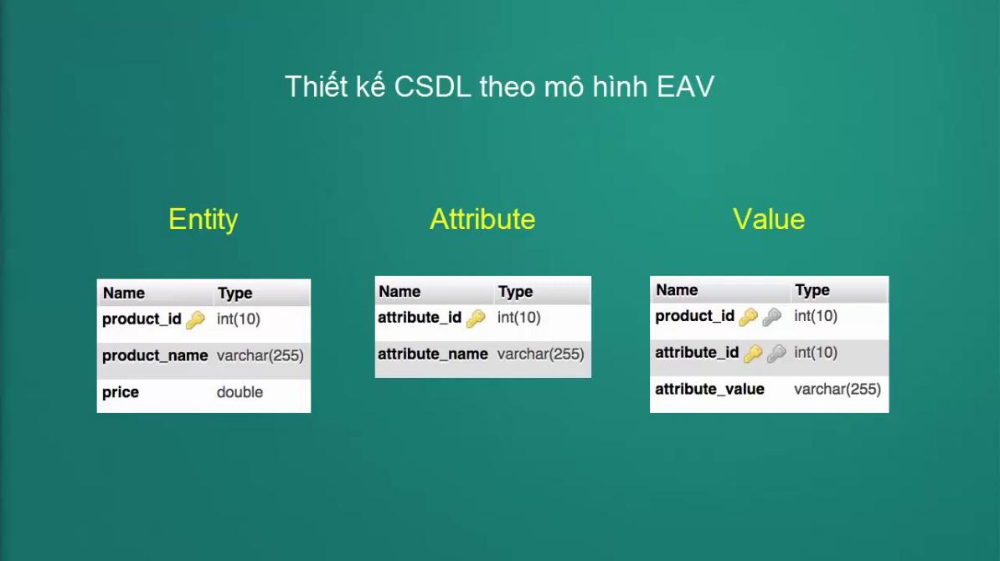 Thiết kế CSDL theo mô hình EAV
Entity
Name Type
product_id int(10)
product_name varchar(255)
price double
Attribute
Name Type
attribute_id int(10)
attribute_name varchar(255)
Value
Name Type
product_id int(10)
attribute_id int(10)
attribute_value varchar(255)